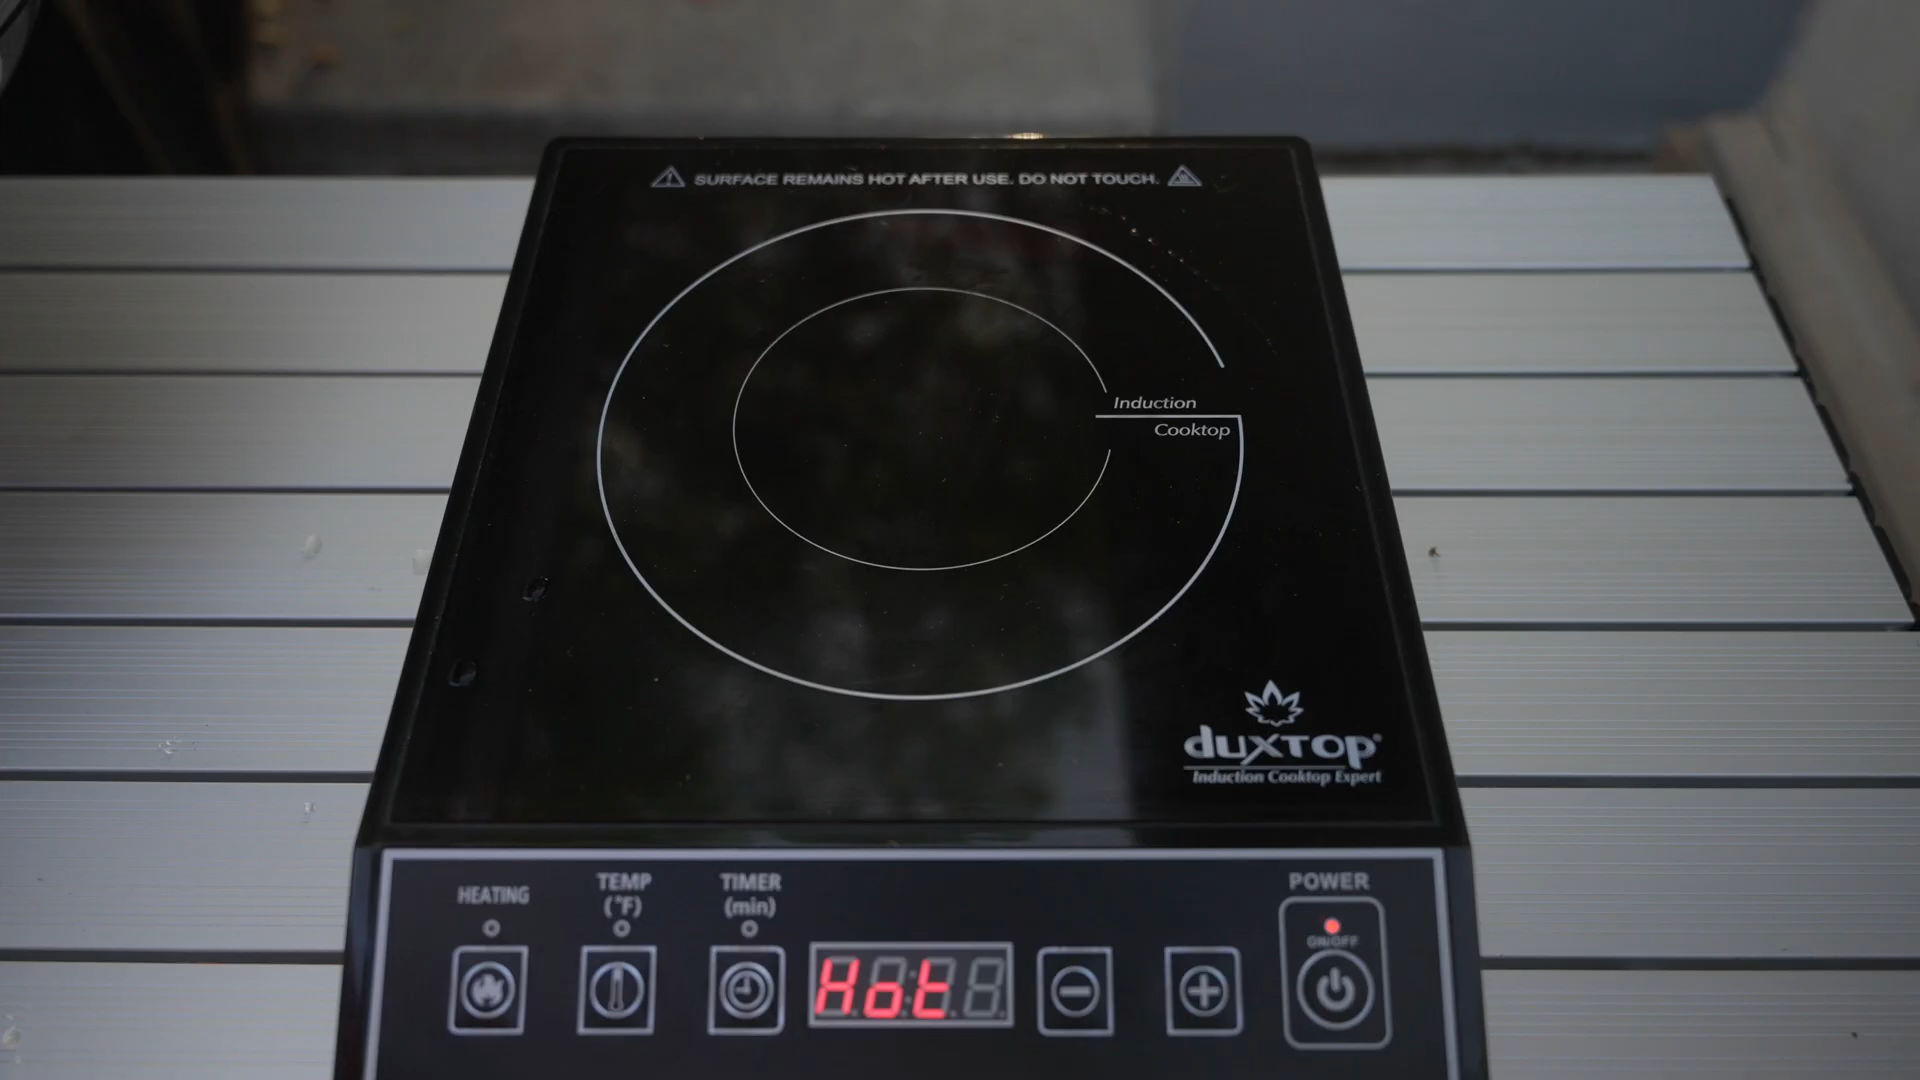 SURFACE REMAINS HOT AFTER USE. DO NOT TOUCH.
Induction
Cooktop
duxtop®
Induction Cooktop Expert
HEATING
TEMP
(°F)
TIMER
(min)
Hot
POWER
ON/OFF